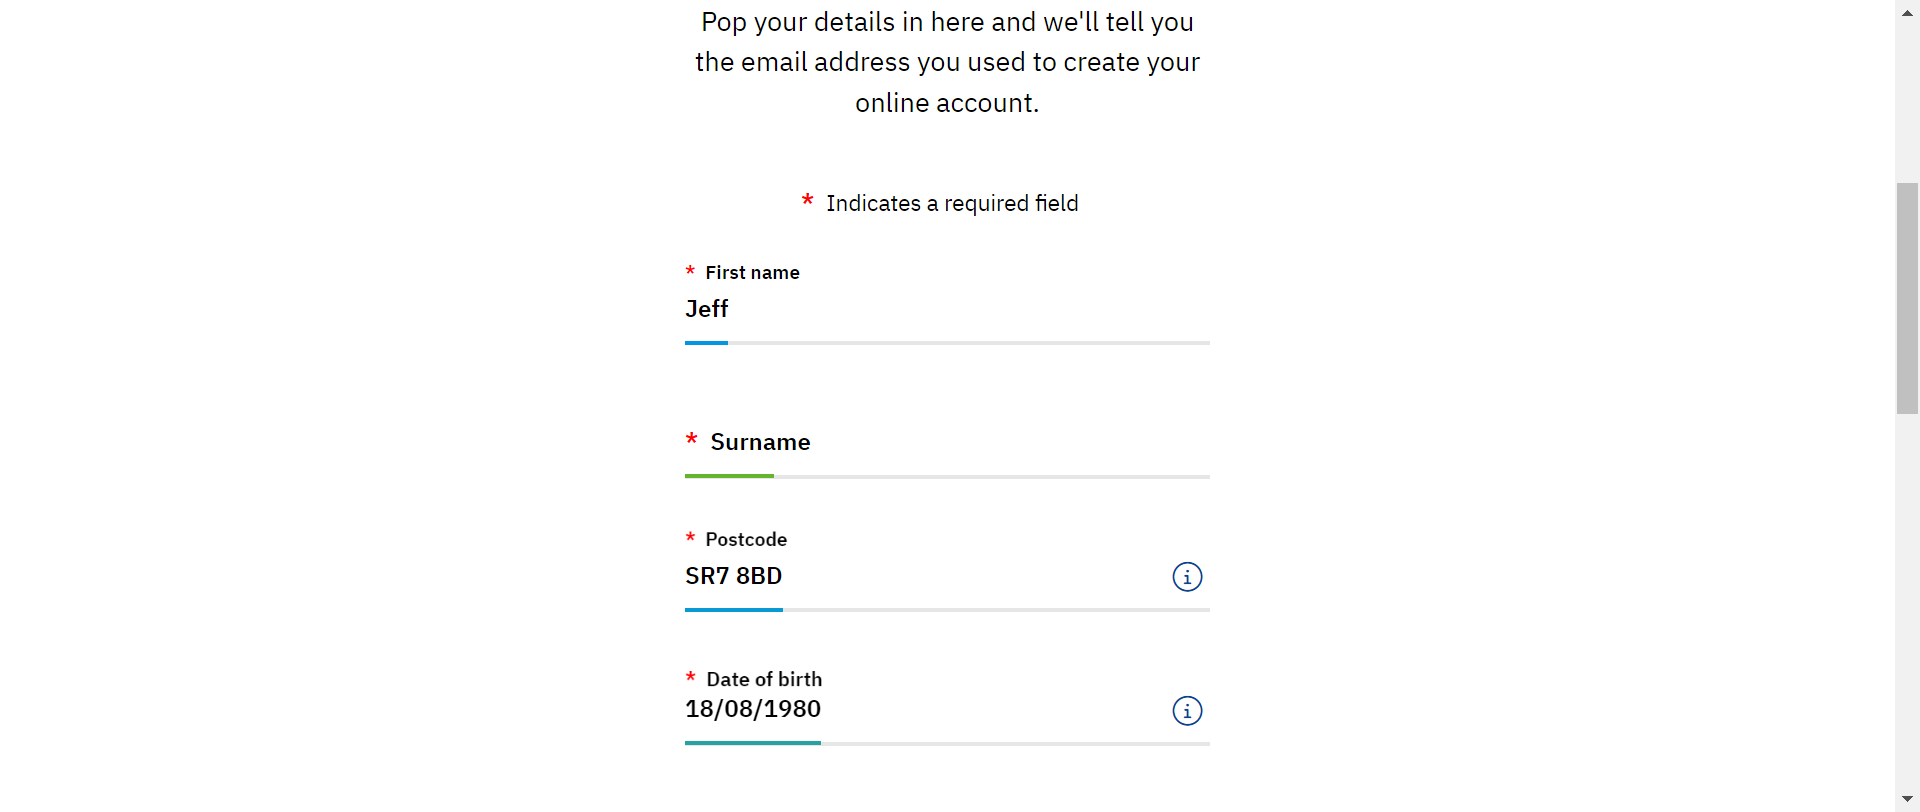 Pop your details in here and we'll tell you
the email address you used to create your
online account.
* Indicates a required field
* First name
Jeff
* Surname
* Postcode
SR7 8BD
* Date of birth
18/08/1980